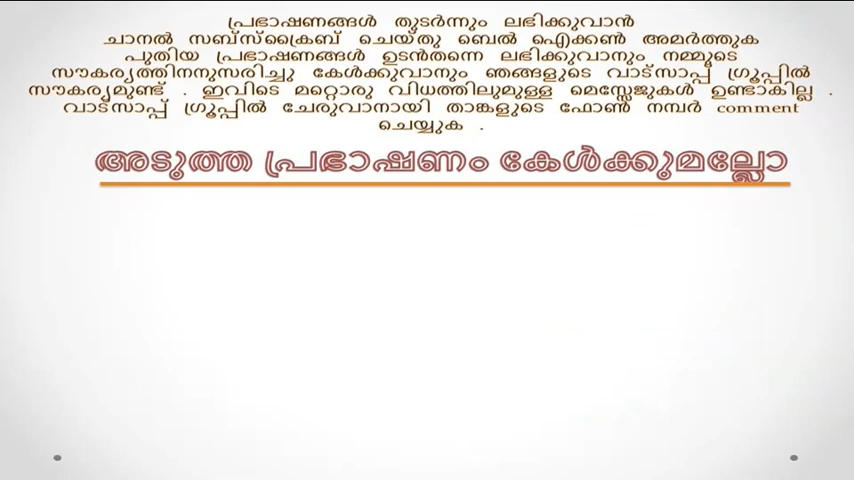 പ്രഭാഷണങ്ങൾ തുടർന്നും ലഭിക്കുവാൻ
ചാനൽ സബ്സ്ക്രൈബ് ചെയ്തു ബെൽ ഐക്കൺ അമർത്തുക
പുതിയ പ്രഭാഷണങ്ങൾ ഉടൻതന്നെ ലഭിക്കുവാനും നമ്മുടെ
സൗകര്യത്തിനനുസരിച്ചു കേൾക്കുവാനും ഞങ്ങളുടെ വാട്സാപ്പ് ഗ്രൂപ്പിൽ
സൗകര്യമുണ്ട് . ഇവിടെ മറ്റൊരു വിധത്തിലുമുള്ള മെസ്സേജുകൾ ഉണ്ടാകില്ല .
വാട്സാപ്പ് ഗ്രൂപ്പിൽ ചേരുവാനായി താങ്കളുടെ ഫോൺ നമ്പർ comment
ചെയ്യുക .
അടുത്ത പ്രഭാഷണം കേൾക്കുമല്ലോ